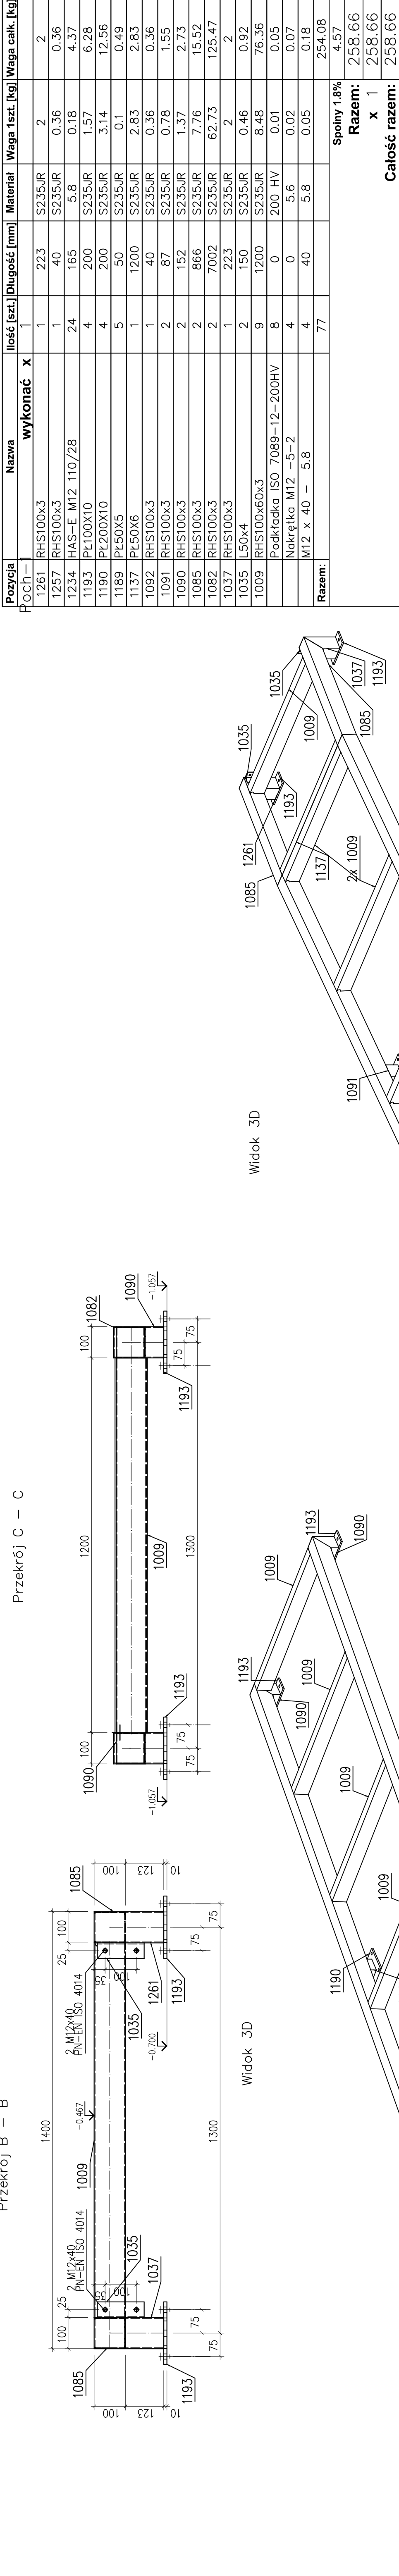 Pozycja Nazwa Ilość [szt.] Długość [mm] Materiał Waga 1szt. [kg] Waga całk. [kg]
Poch-1 wykonać x 1
1261 RHS100x3 1 223 S235JR 2 2
1257 RHS100x3 1 40 S235JR 0.36 0.36
1234 HAS-E M12 110/28 24 165 5.8 0.18 4.37
1193 PŁ100X10 4 200 S235JR 1.57 6.28
1190 PŁ200X10 4 200 S235JR 3.14 12.56
1189 PŁ50X5 5 50 S235JR 0.1 0.49
1137 PŁ50X6 1 1200 S235JR 2.83 2.83
1092 RHS100x3 1 40 S235JR 0.36 0.36
1091 RHS100x3 2 87 S235JR 0.78 1.55
1090 RHS100x3 2 152 S235JR 1.37 2.73
1085 RHS100x3 2 866 S235JR 7.76 15.52
1082 RHS100x3 2 7002 S235JR 62.73 125.47
1037 RHS100x3 1 223 S235JR 2 2
1035 L50x4 2 150 S235JR 0.46 0.92
1009 RHS100x60x3 9 1200 S235JR 8.48 76.36
Podkładka ISO 7089-12-200HV 8 0 200 HV 0.01 0.05
Nakrętka M12 -5-2 4 0 5.6 0.02 0.07
M12 x 40 - 5.8 4 40 5.8 0.05 0.18
Razem: 77 254.08
Spoiny 1.8% 4.57
Razem: 258.66
x 1 258.66
Całość razem: 258.66
Przekrój B - B
1400
100
25
25
100
1085
2 M12x40
PN-EN ISO 4014
1009
-0.467
2 M12x40
PN-EN ISO 4014
1085
35
100
35
100
1035
1037
1035
1261
1193
1193
-0.700
100
123
10
100
123
10
75
75
75
75
1300
Przekrój C - C
100
1200
100
1090
1082
1090
-1.057
-1.057
1193
1009
1193
75
75
75
75
1300
Widok 3D
1193
1009
1193
1090
1090
1009
1009
1009
1190
Widok 3D
1035
1035
1009
1193
1261
1085
1137
2x 1009
1085
1037
1193
1091